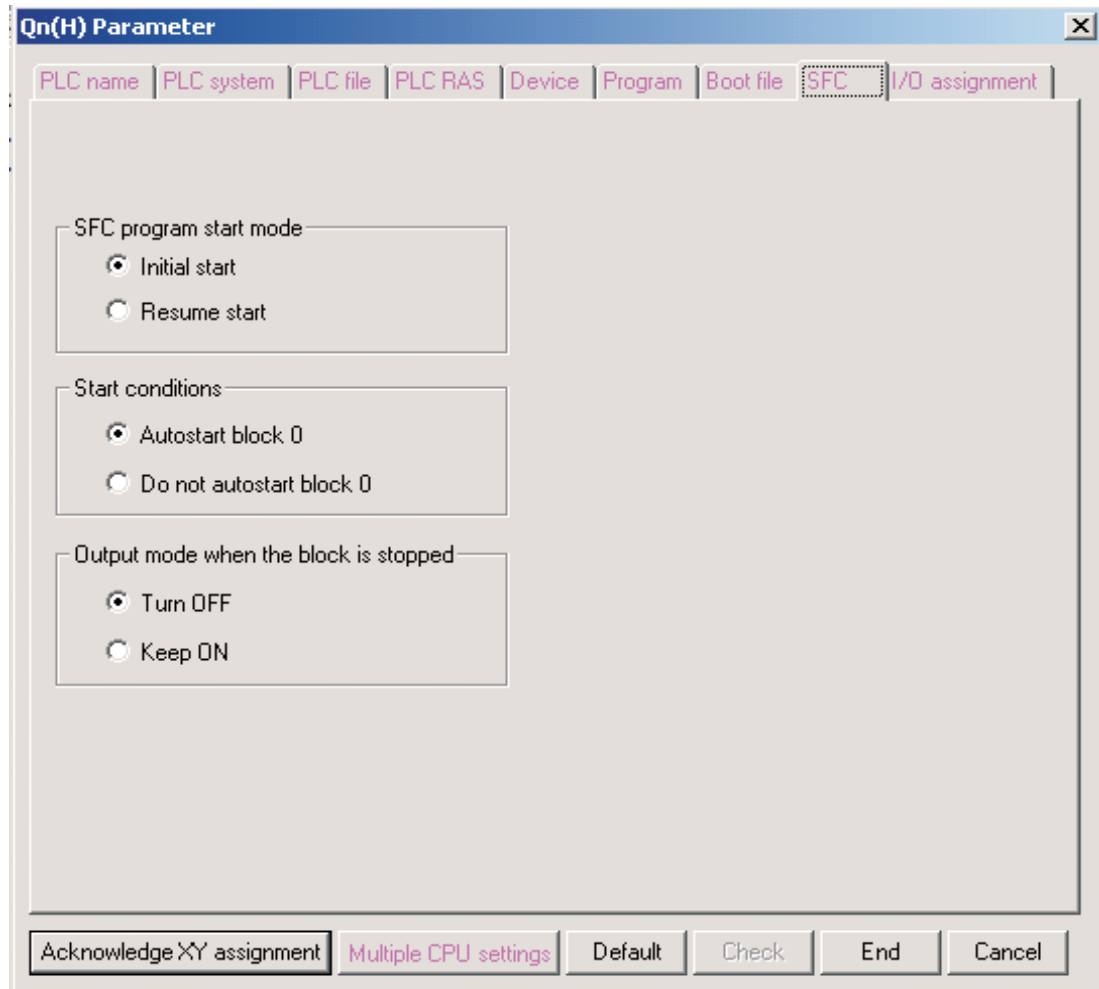 Qn(H) Parameter
PLC name PLC system PLC file PLC RAS Device Program Boot file SFC I/O assignment
SFC program start mode
Initial start
Resume start
Start conditions
Autostart block 0
Do not autostart block 0
Output mode when the block is stopped
Turn OFF
Keep ON
Acknowledge XY assignment Multiple CPU settings Default Check End Cancel